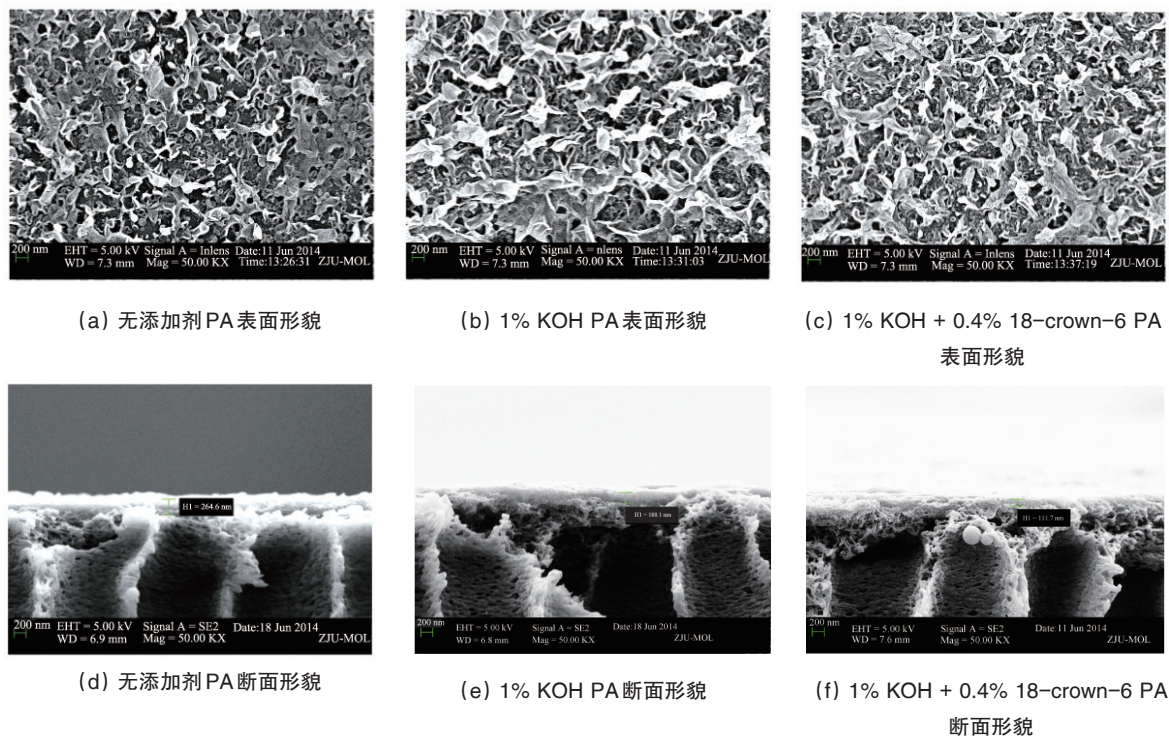 200 nm EHT = 5.00 kV Signal A = Inlens Date:11 Jun 2014
WD = 7.3 mm Mag = 50.00 KX Time:13:26:31 ZJU-MOL
200 nm EHT = 5.00 kV Signal A = nlens Date:11 Jun 2014
WD = 7.3 mm Mag = 50.00 KX Time:13:31:03 ZJU-MOL
200 nm EHT = 5.00 kV Signal A = Inlens Date:11 Jun 2014
WD = 7.3 mm Mag = 50.00 KX Time:13:37:19 ZJU-MOL
(a) 无添加剂PA表面形貌
(b) 1% KOH PA表面形貌
(c) 1% KOH + 0.4% 18-crown-6 PA
表面形貌
H1 = 264.6 nm
200 nm EHT = 5.00 kV Signal A = SE2 Date:18 Jun 2014
WD = 6.9 mm Mag = 50.00 KX ZJU-MOL
H1 = 188.1 nm
200 nm EHT = 5.00 kV Signal A = SE2 Date:18 Jun 2014
WD = 6.8 mm Mag = 50.00 KX ZJU-MOL
H1 = 111.7 nm
200 nm EHT = 5.00 kV Signal A = SE2 Date:11 Jun 2014
WD = 7.6 mm Mag = 50.00 KX ZJU-MOL
(d) 无添加剂PA断面形貌
(e) 1% KOH PA断面形貌
(f) 1% KOH + 0.4% 18-crown-6 PA
断面形貌